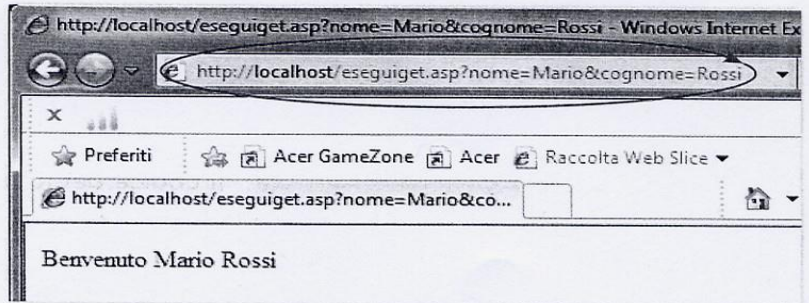 http://localhost/eseguiget.asp?nome=Mario&cognome=Rossi - Windows Internet Ex
http://localhost/eseguiget.asp?nome=Mario&cognome=Rossi
x
Preferiti Acer GameZone Acer Raccolta Web Slice
http://localhost/eseguiget.asp?nome=Mario&co...
Benvenuto Mario Rossi